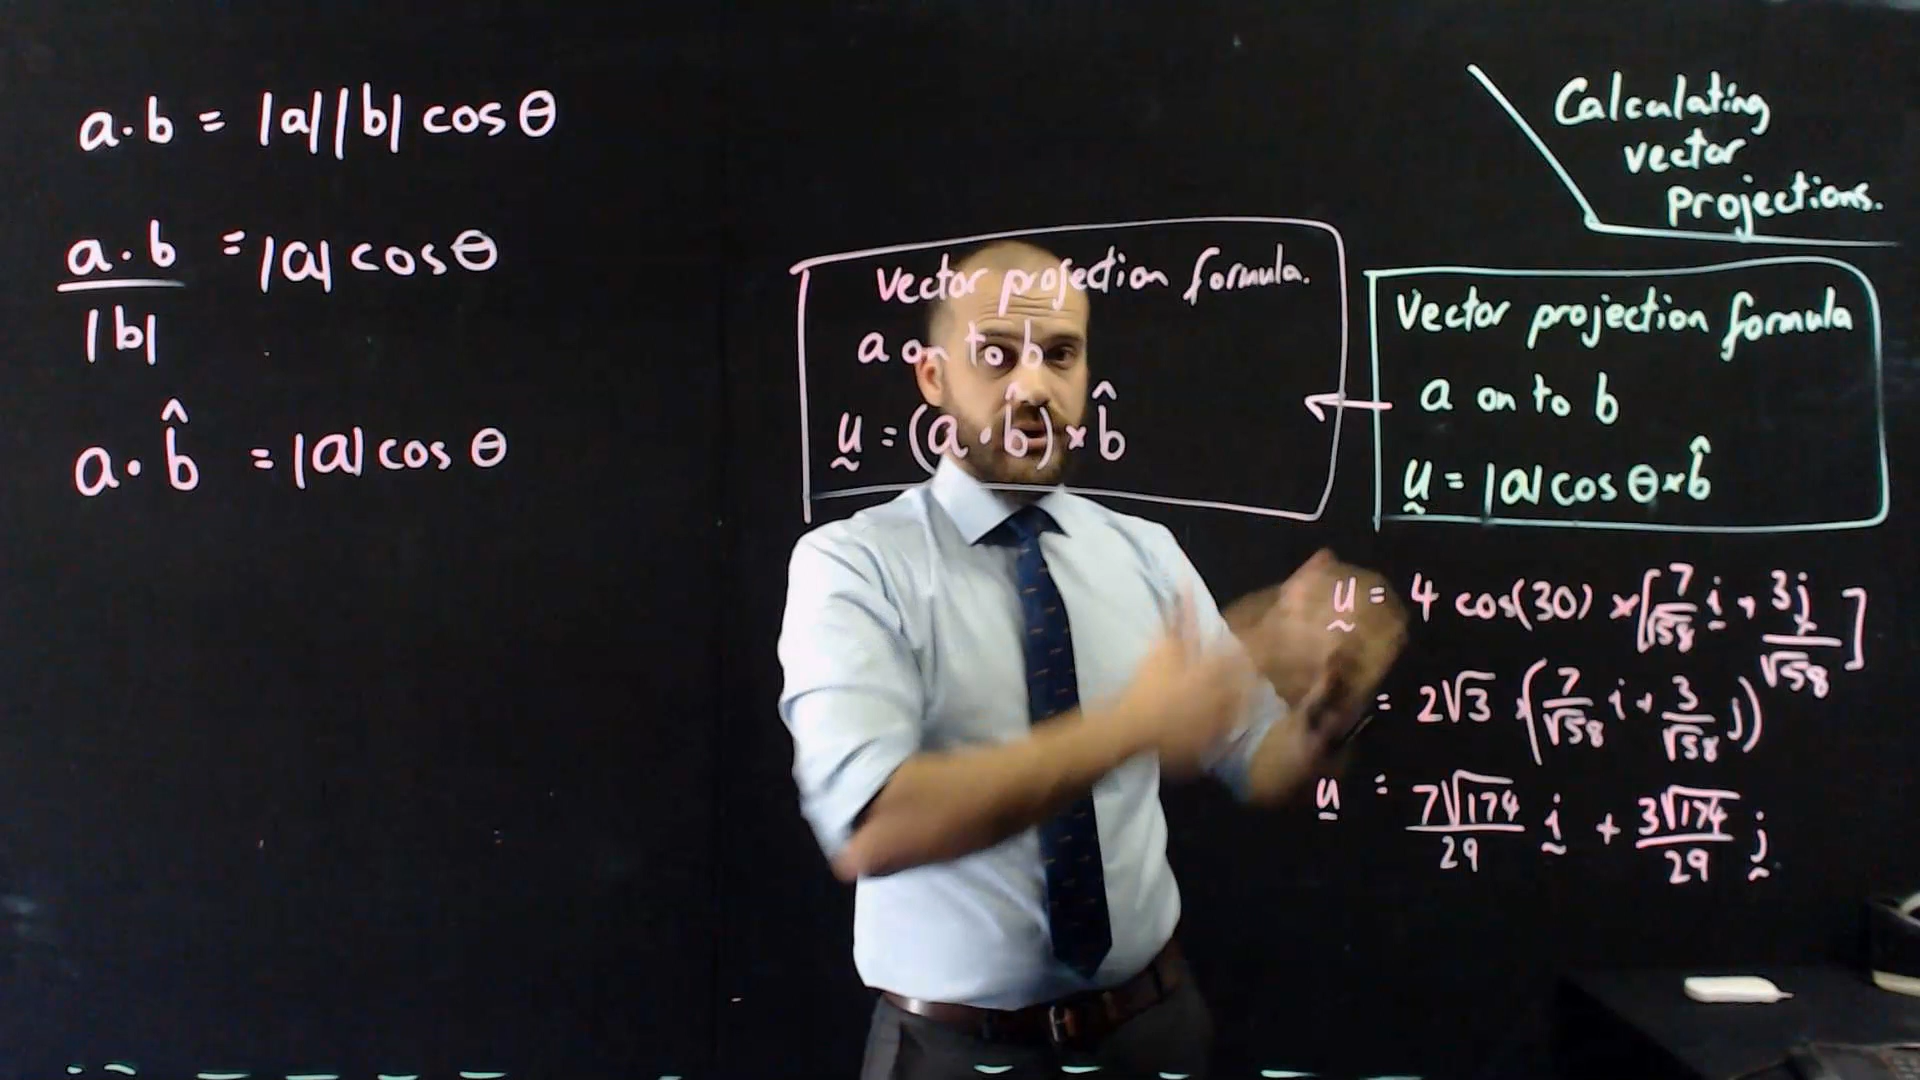 a·b = |a||b| cos θ
a·b / |b| = |a| cos θ
a·b̂ = |a| cos θ
vector projection formula.
a on to b
u = (a·b̂) × b̂
Calculating
vector
projections.
Vector projection formula
a on to b
u = |a| cos θ × b̂
u = 4 cos(30) × [7/√58 i + 3j/√58]
= 2√3 (7/√58 i + 3/√58 j)
u = 7√174/29 i + 3√174/29 j